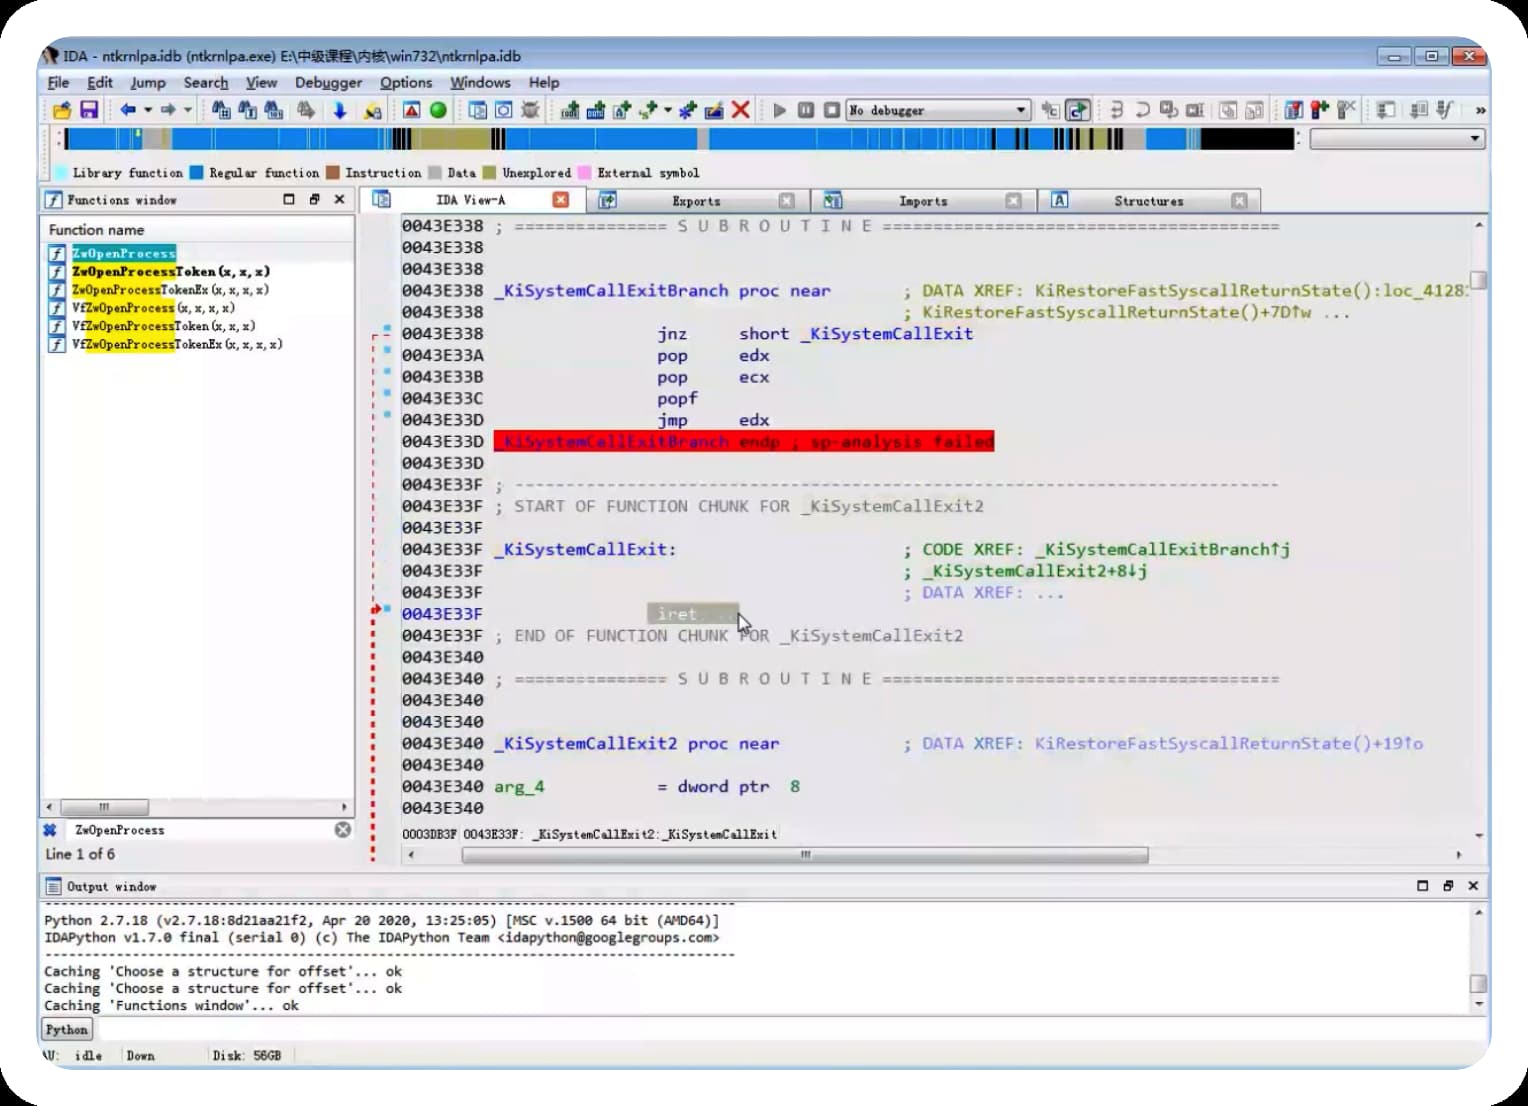 IDA - ntkrnlpa.idb (ntkrnlpa.exe) E:\中级课程\内核\win732\ntkrnlpa.idb
File Edit Jump Search View Debugger Options Windows Help
No debugger
Library function Regular function Instruction Data Unexplored External symbol
Functions window
IDA View-A Exports Imports Structures
Function name
ZwOpenProcess
ZwOpenProcessToken(x,x,x)
ZwOpenProcessTokenEx(x,x,x,x)
VfZwOpenProcess(x,x,x,x)
VfZwOpenProcessToken(x,x,x)
VfZwOpenProcessTokenEx(x,x,x,x)
ZwOpenProcess
Line 1 of 6
0043E338 ; =============== S U B R O U T I N E =======================================
0043E338
0043E338
0043E338 _KiSystemCallExitBranch proc near ; DATA XREF: KiRestoreFastSyscallReturnState():loc_4128
0043E338 ; KiRestoreFastSyscallReturnState()+7D↑w ...
0043E338 jnz short _KiSystemCallExit
0043E33A pop edx
0043E33B pop ecx
0043E33C popf
0043E33D jmp edx
0043E33D _KiSystemCallExitBranch endp ; sp-analysis failed
0043E33D
0043E33F ; ---------------------------------------------------------------------------
0043E33F ; START OF FUNCTION CHUNK FOR _KiSystemCallExit2
0043E33F
0043E33F _KiSystemCallExit: ; CODE XREF: _KiSystemCallExitBranch↑j
0043E33F ; _KiSystemCallExit2+8↓j
0043E33F ; DATA XREF: ...
0043E33F iret
0043E33F ; END OF FUNCTION CHUNK FOR _KiSystemCallExit2
0043E340
0043E340 ; =============== S U B R O U T I N E =======================================
0043E340
0043E340
0043E340 _KiSystemCallExit2 proc near ; DATA XREF: KiRestoreFastSyscallReturnState()+19↑o
0043E340
0043E340 arg_4 = dword ptr 8
0043E340
0003DB3F 0043E33F: _KiSystemCallExit2:_KiSystemCallExit
Output window
---------------------------------------------------------------------------
Python 2.7.18 (v2.7.18:8d21aa21f2, Apr 20 2020, 13:25:05) [MSC v.1500 64 bit (AMD64)]
IDAPython v1.7.0 final (serial 0) (c) The IDAPython Team <idapython@googlegroups.com>
---------------------------------------------------------------------------
Caching 'Choose a structure for offset'... ok
Caching 'Choose a structure for offset'... ok
Caching 'Functions window'... ok
Python
AU: idle Down Disk: 56GB